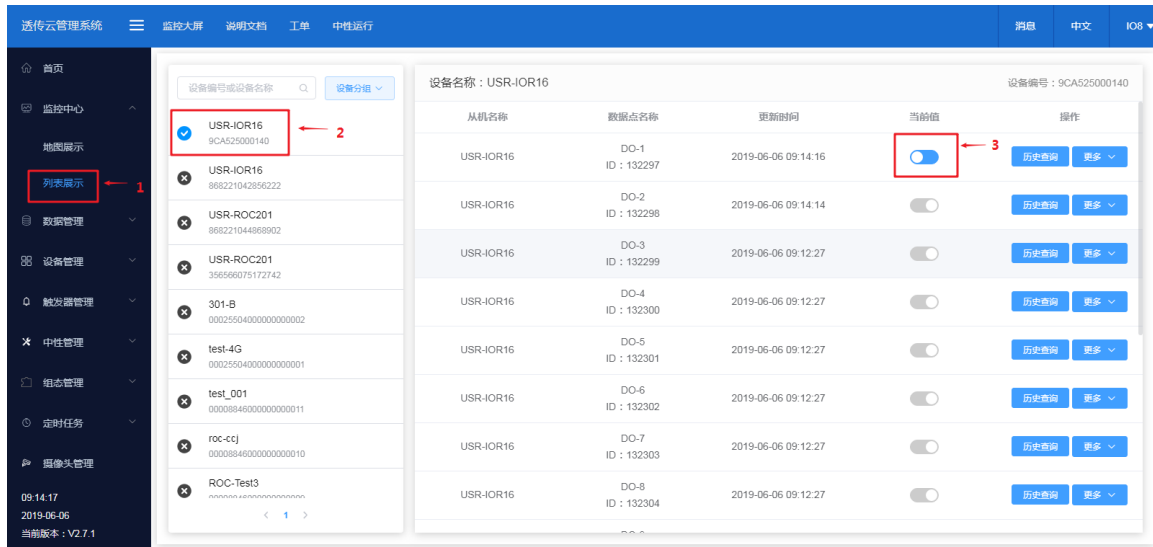 透传云管理系统 监控大屏 说明文档 工单 中性运行 消息 中文 IO8
首页
监控中心
地图展示
列表展示
1
数据管理
设备管理
触发器管理
中性管理
组态管理
定时任务
摄像头管理
09:14:17
2019-06-06
当前版本：V2.7.1
设备编号或设备名称 设备分组
USR-IOR16
9CA525000140
2
USR-IOR16
868221042856222
USR-ROC201
868221044868902
USR-ROC201
356566075172742
301-B
00025504000000000002
test-4G
00025504000000000001
test_001
00008846000000000011
roc-ccj
00008846000000000010
ROC-Test3
1
设备名称：USR-IOR16 设备编号：9CA525000140
从机名称 数据点名称 更新时间 当前值 操作
3
USR-IOR16 DO-1 2019-06-06 09:14:16 历史查询 更多
ID：132297
USR-IOR16 DO-2 2019-06-06 09:14:14 历史查询 更多
ID：132298
USR-IOR16 DO-3 2019-06-06 09:12:27 历史查询 更多
ID：132299
USR-IOR16 DO-4 2019-06-06 09:12:27 历史查询 更多
ID：132300
USR-IOR16 DO-5 2019-06-06 09:12:27 历史查询 更多
ID：132301
USR-IOR16 DO-6 2019-06-06 09:12:27 历史查询 更多
ID：132302
USR-IOR16 DO-7 2019-06-06 09:12:27 历史查询 更多
ID：132303
USR-IOR16 DO-8 2019-06-06 09:12:27 历史查询 更多
ID：132304